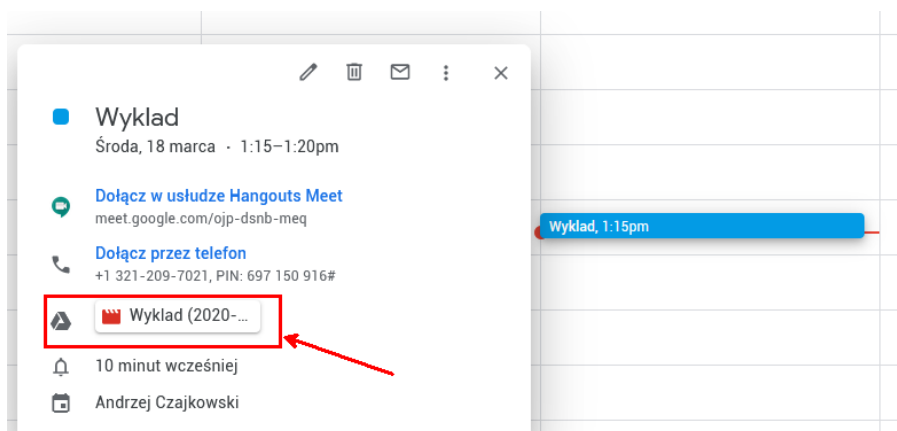 Wyklad
Środa, 18 marca · 1:15–1:20pm
Dołącz w usłudze Hangouts Meet
meet.google.com/ojp-dsnb-meq
Dołącz przez telefon
+1 321-209-7021, PIN: 697 150 916#
Wyklad (2020-...
10 minut wcześniej
Andrzej Czajkowski
Wyklad, 1:15pm